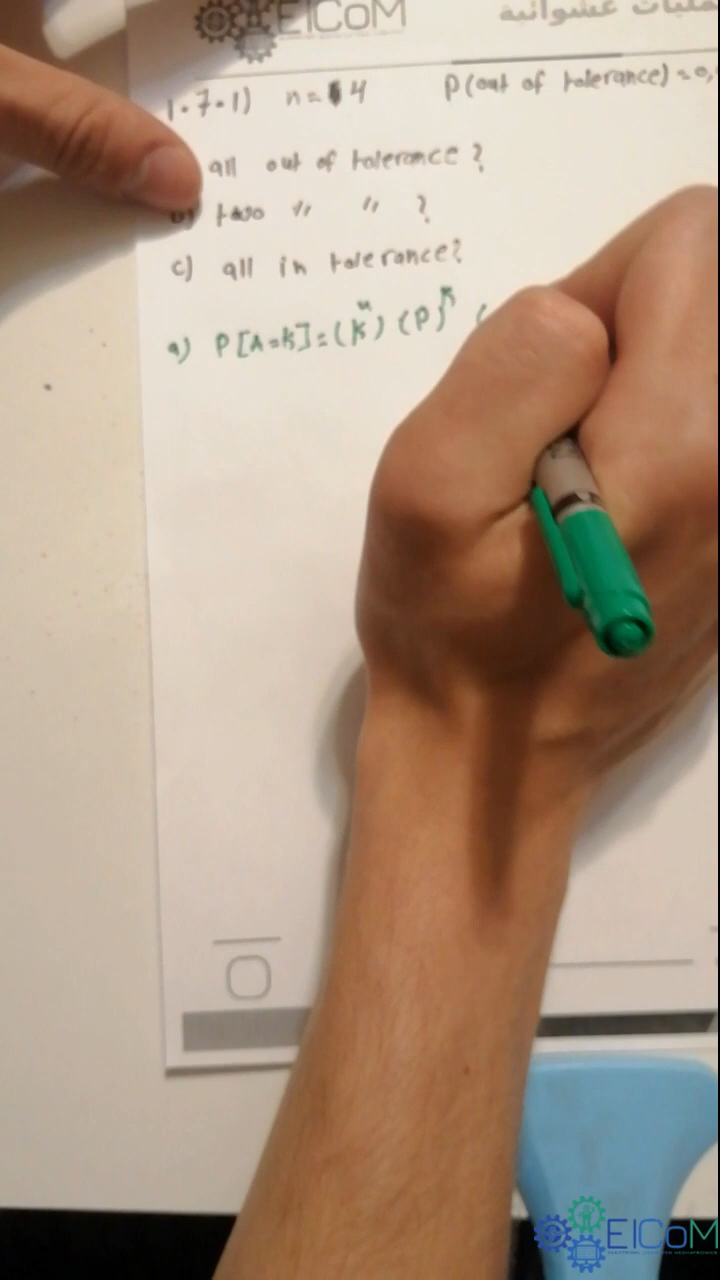 EICoM عمليات عشوائية
1.7.1) n = 4 P(out of tolerance) = 0,
all out of tolerance ?
b) two " " ?
c) all in tolerance?
a) P[A=k] = (k^n) (P)^k (
EICoM